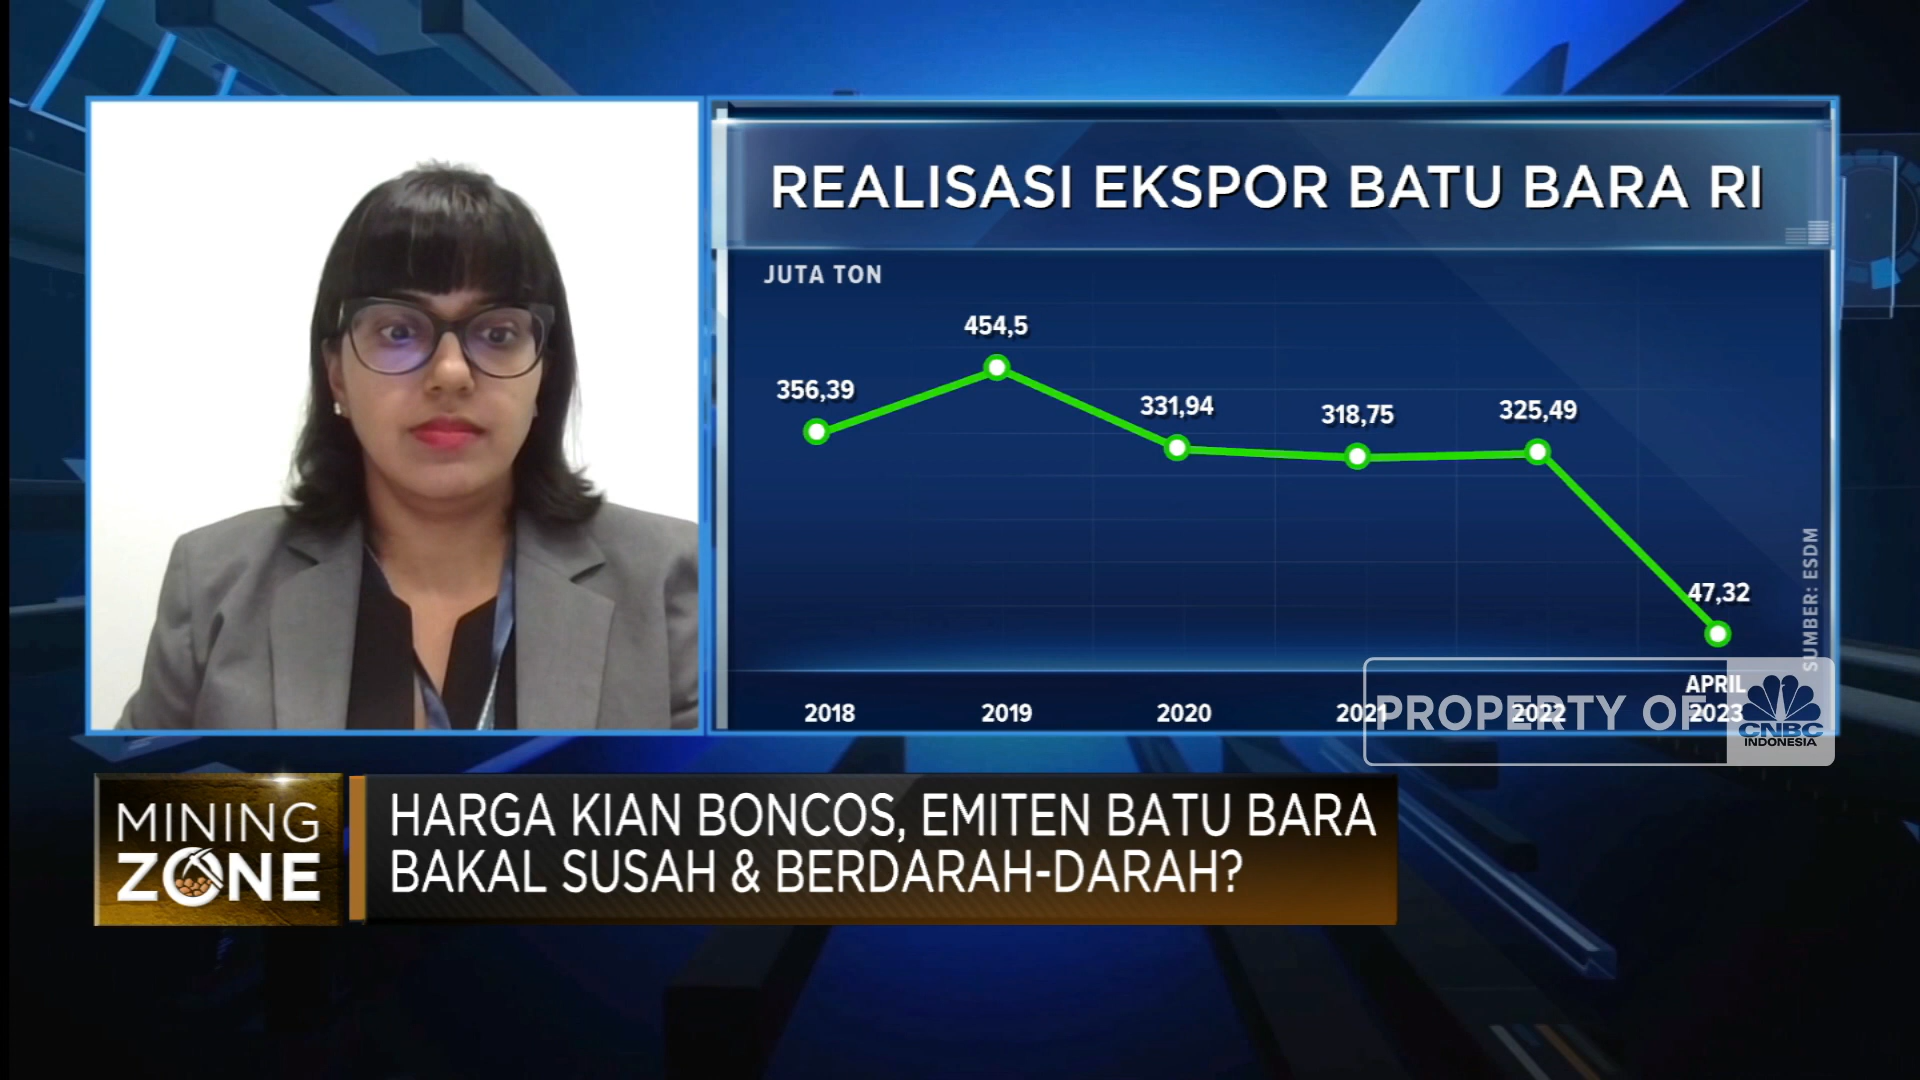 REALISASI EKSPOR BATU BARA RI
JUTA TON
356,39
454,5
331,94
318,75
325,49
47,32
SUMBER: ESDM
2018
2019
2020
2021
2022
APRIL
2023
PROPERTY OF
CNBC
INDONESIA
MINING
ZONE
HARGA KIAN BONCOS, EMITEN BATU BARA
BAKAL SUSAH & BERDARAH-DARAH?